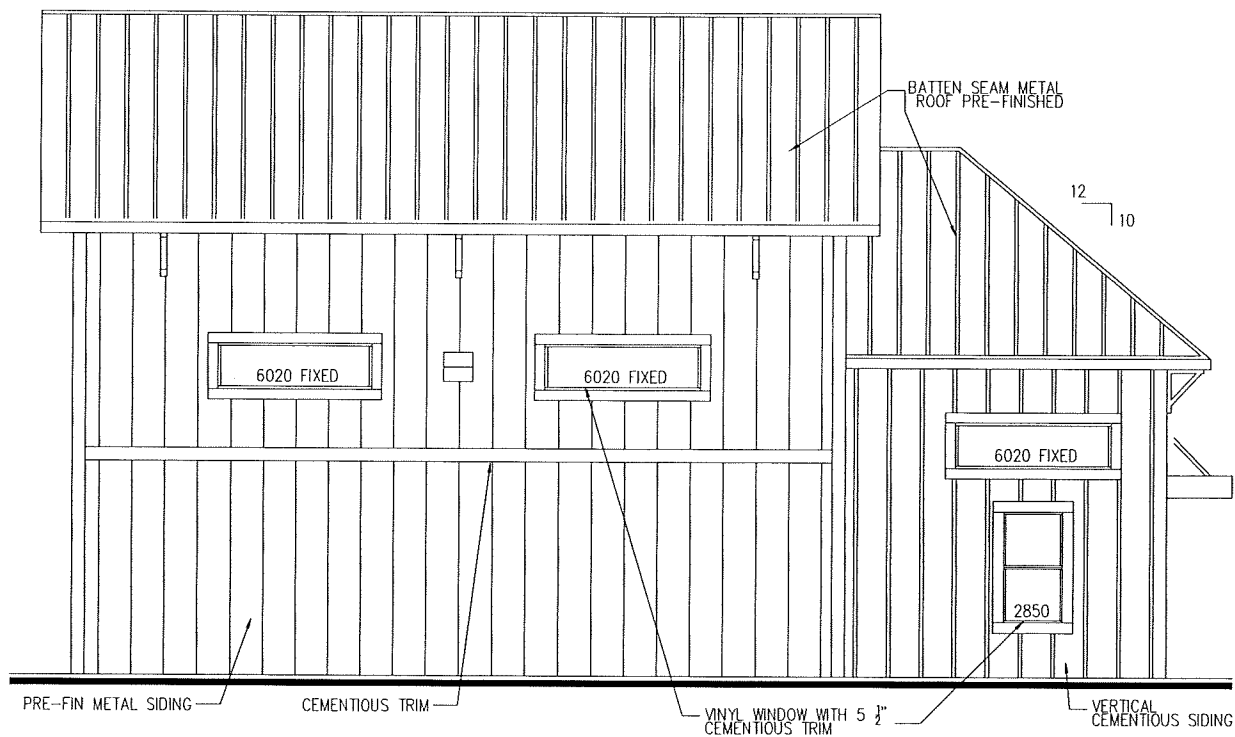 BATTEN SEAM METAL
ROOF PRE-FINISHED
12
10
6020 FIXED
6020 FIXED
6020 FIXED
2850
PRE-FIN METAL SIDING
CEMENTIOUS TRIM
VINYL WINDOW WITH 5 1/2"
CEMENTIOUS TRIM
VERTICAL
CEMENTIOUS SIDING